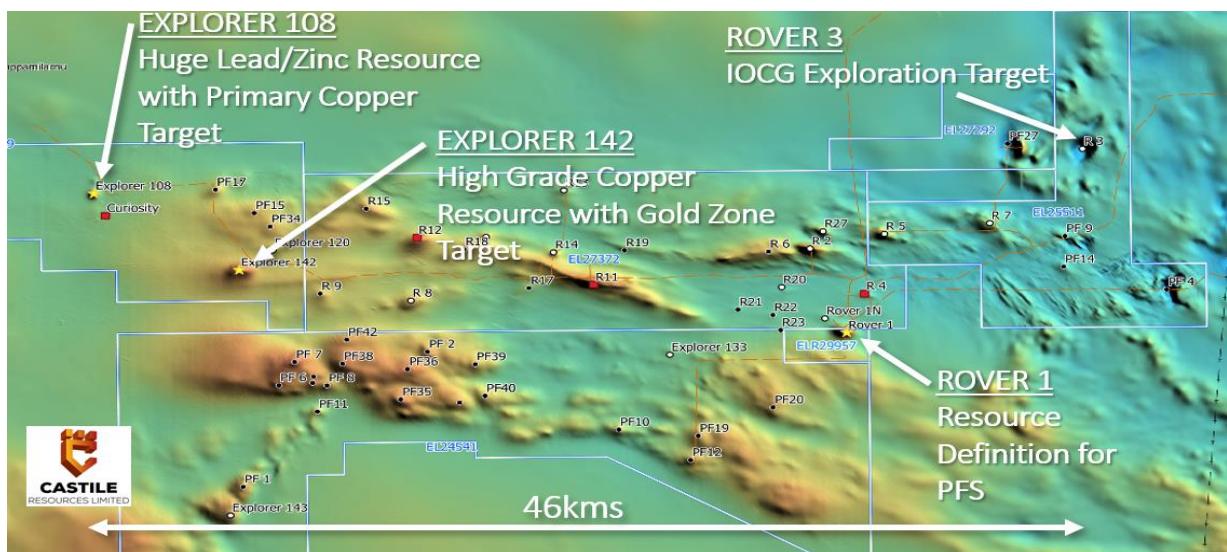 EXPLORER 108
Huge Lead/Zinc Resource
with Primary Copper
Target
ROVER 3
IOCG Exploration Target
EXPLORER 142
High Grade Copper
Resource with Gold Zone
Target
ROVER 1
Resource
Definition for
PFS
46kms
CASTILE
RESOURCES LIMITED
9
EL27292
PF27
R 3
Explorer 108
Curiosity
PF17
PF15
PF34
Explorer 120
Explorer 142
R15
R12
R18
R14
EL27372
R19
R17
R11
R 9
R 8
R27
R 6
R 2
R 5
R 7
EL25511
PF 9
PF14
PF 4
R20
R 4
R21
R22
R23
Rover 1N
Rover 1
ELR29957
Explorer 133
PF42
PF 7
PF38
PF 2
PF36
PF39
PF 6
PF 8
PF35
PF40
PF11
PF10
PF20
PF19
PF12
EL24541
PF 1
Explorer 143